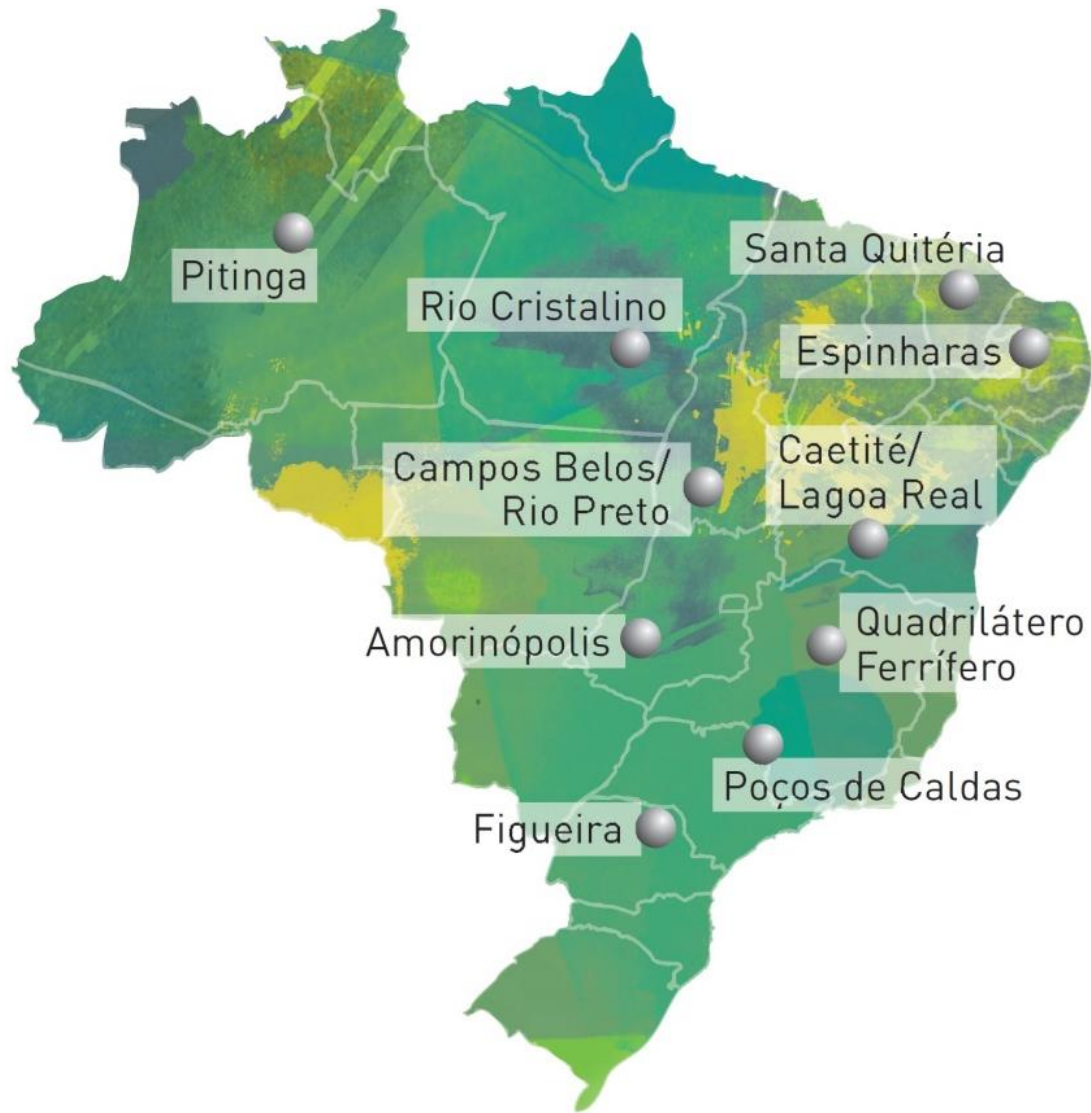 Santa Quitéria
Pitinga
Rio Cristalino
Espinharas
Campos Belos/
Rio Preto
Caetité/
Lagoa Real
Amorinópolis
Quadrilátero
Ferrífero
Poços de Caldas
Figueira